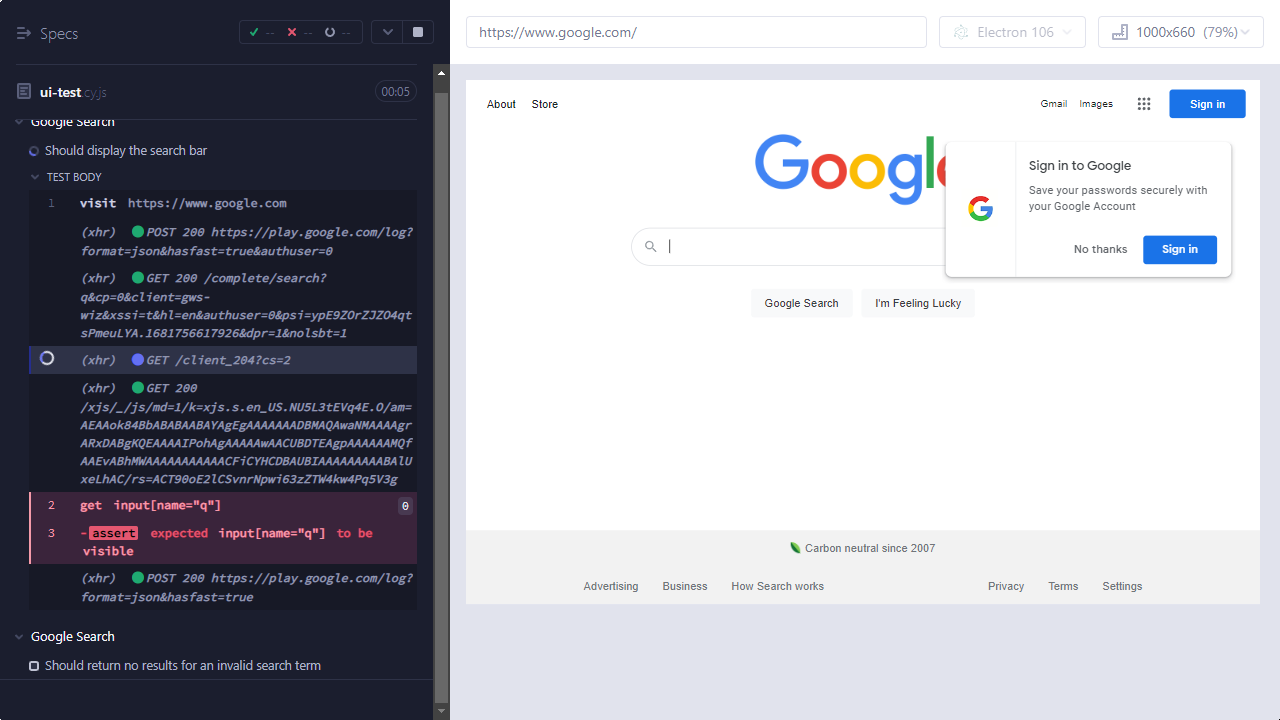 Specs
-- -- --
ui-test.cy.js 00:05
Google Search
Should display the search bar
TEST BODY
1 visit https://www.google.com
(xhr) POST 200 https://play.google.com/log?
format=json&hasfast=true&authuser=0
(xhr) GET 200 /complete/search?
q&cp=0&client=gws-
wiz&xssi=t&hl=en&authuser=0&psi=ypE9ZOrZJZO4qt
sPmeuLYA.1681756617926&dpr=1&nolsbt=1
(xhr) GET /client_204?cs=2
(xhr) GET 200
/xjs/_/js/md=1/k=xjs.s.en_US.NU5L3tEVq4E.O/am=
AEAAok84BbABABAABAYAgEgAAAAAAADBMAQAwaNMAAAAgr
ARxDABgKQEAAAAIPohAgAAAAAwAACUBDTEAgpAAAAAAMQf
AAEvABhMWAAAAAAAAAAACFiCYHCDBAUBIAAAAAAAAABAlU
xeLhAC/rs=ACT90oE2lCSvnrNpwi63zZTW4kw4Pq5V3g
2 get input[name="q"] 0
3 -assert expected input[name="q"] to be
visible
(xhr) POST 200 https://play.google.com/log?
format=json&hasfast=true
Google Search
Should return no results for an invalid search term
https://www.google.com/
Electron 106
1000x660 (79%)
About Store
Gmail Images
Sign in
Google
Sign in to Google
Save your passwords securely with
your Google Account
No thanks Sign in
Google Search I'm Feeling Lucky
Carbon neutral since 2007
Advertising Business How Search works
Privacy Terms Settings